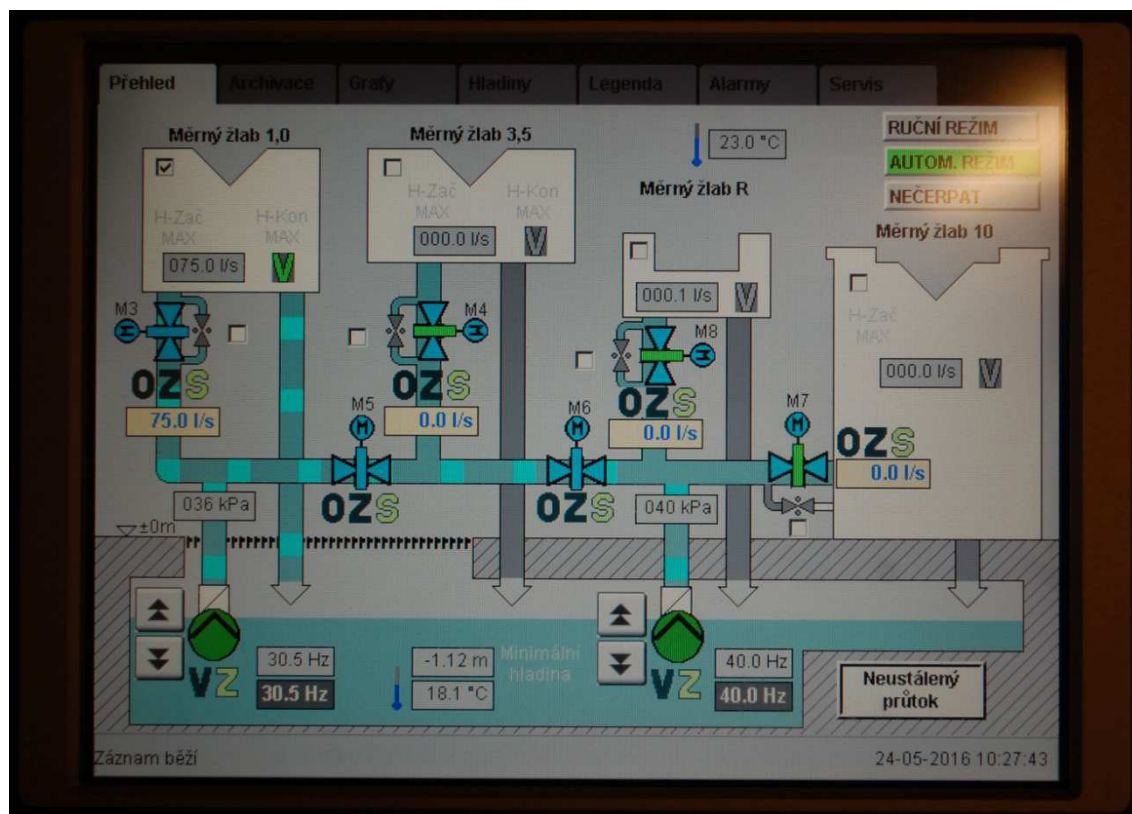 Přehled
Archivace
Grafy
Hladiny
Legenda
Alarmy
Servis
Měrný žlab 1,0
Měrný žlab 3,5
23.0 °C
RUČNÍ REŽIM
AUTOM. REŽIM
NEČERPAT
Měrný žlab R
Měrný žlab 10
H-Zač
MAX
H-Kon
MAX
075.0 l/s
V
H-Zač
MAX
H-Kon
MAX
000.0 l/s
V
000.1 l/s
V
H-Zač
MAX
000.0 l/s
V
M3
M
M4
M
M8
M
OZS
75.0 l/s
OZS
0.0 l/s
OZS
0.0 l/s
M5
M
M6
M
M7
M
OZS
0.0 l/s
OZS
OZS
036 kPa
040 kPa
±0m
30.5 Hz
30.5 Hz
VZ
-1.12 m
18.1 °C
Minimální
hladina
VZ
40.0 Hz
40.0 Hz
Neustálený
průtok
Záznam běží
24-05-2016 10:27:43